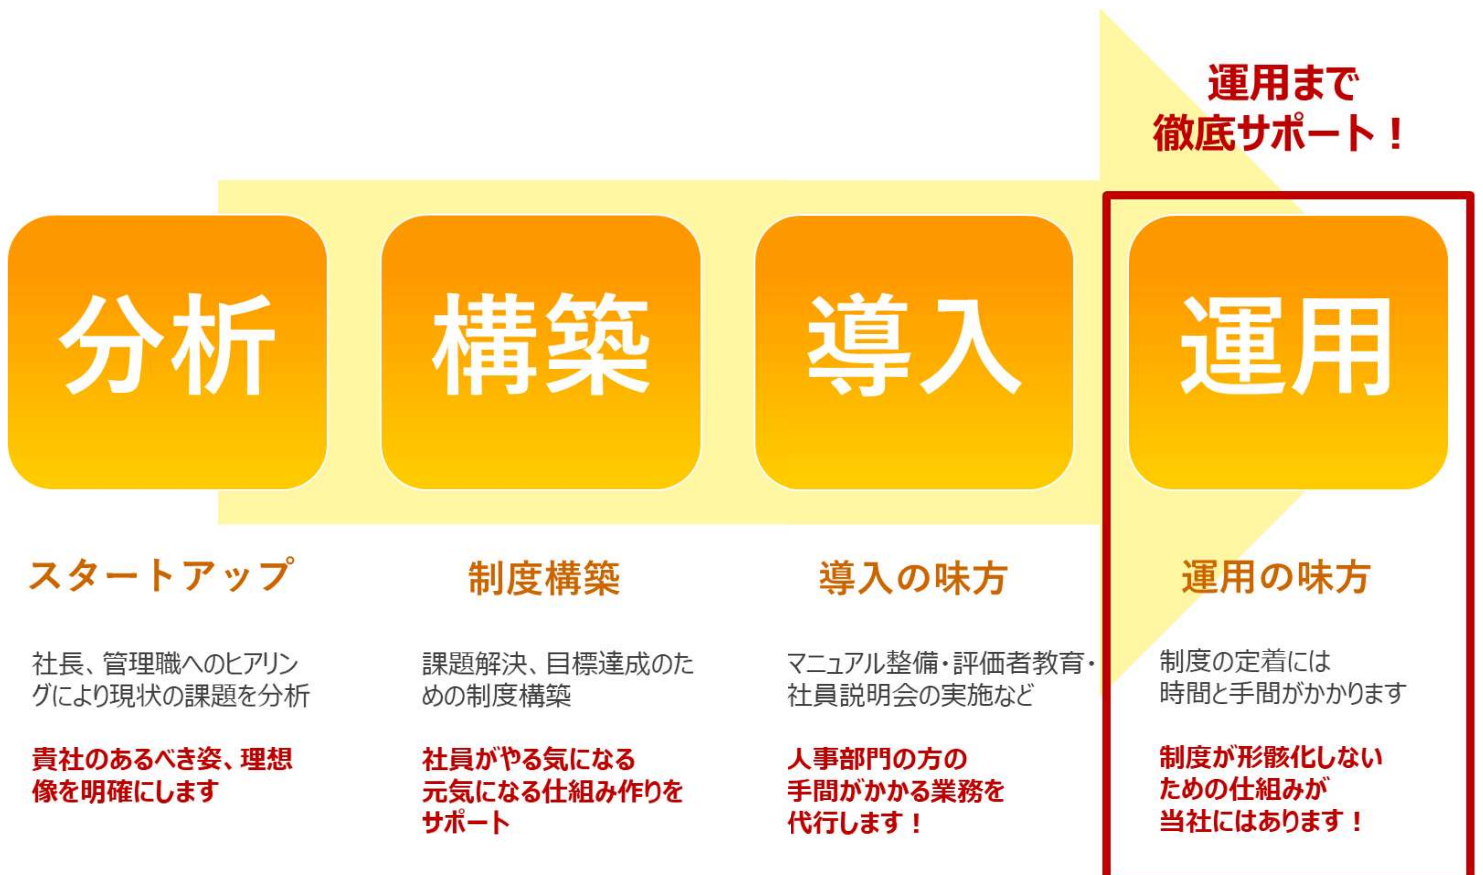 運用まで
徹底サポート！
分析
構築
導入
運用
スタートアップ
社長、管理職へのヒアリン
グにより現状の課題を分析
貴社のあるべき姿、理想
像を明確にします
制度構築
課題解決、目標達成のた
めの制度構築
社員がやる気になる
元気になる仕組み作りを
サポート
導入の味方
マニュアル整備・評価者教育・
社員説明会の実施など
人事部門の方の
手間がかかる業務を
代行します！
運用の味方
制度の定着には
時間と手間がかかります
制度が形骸化しない
ための仕組みが
当社にはあります！